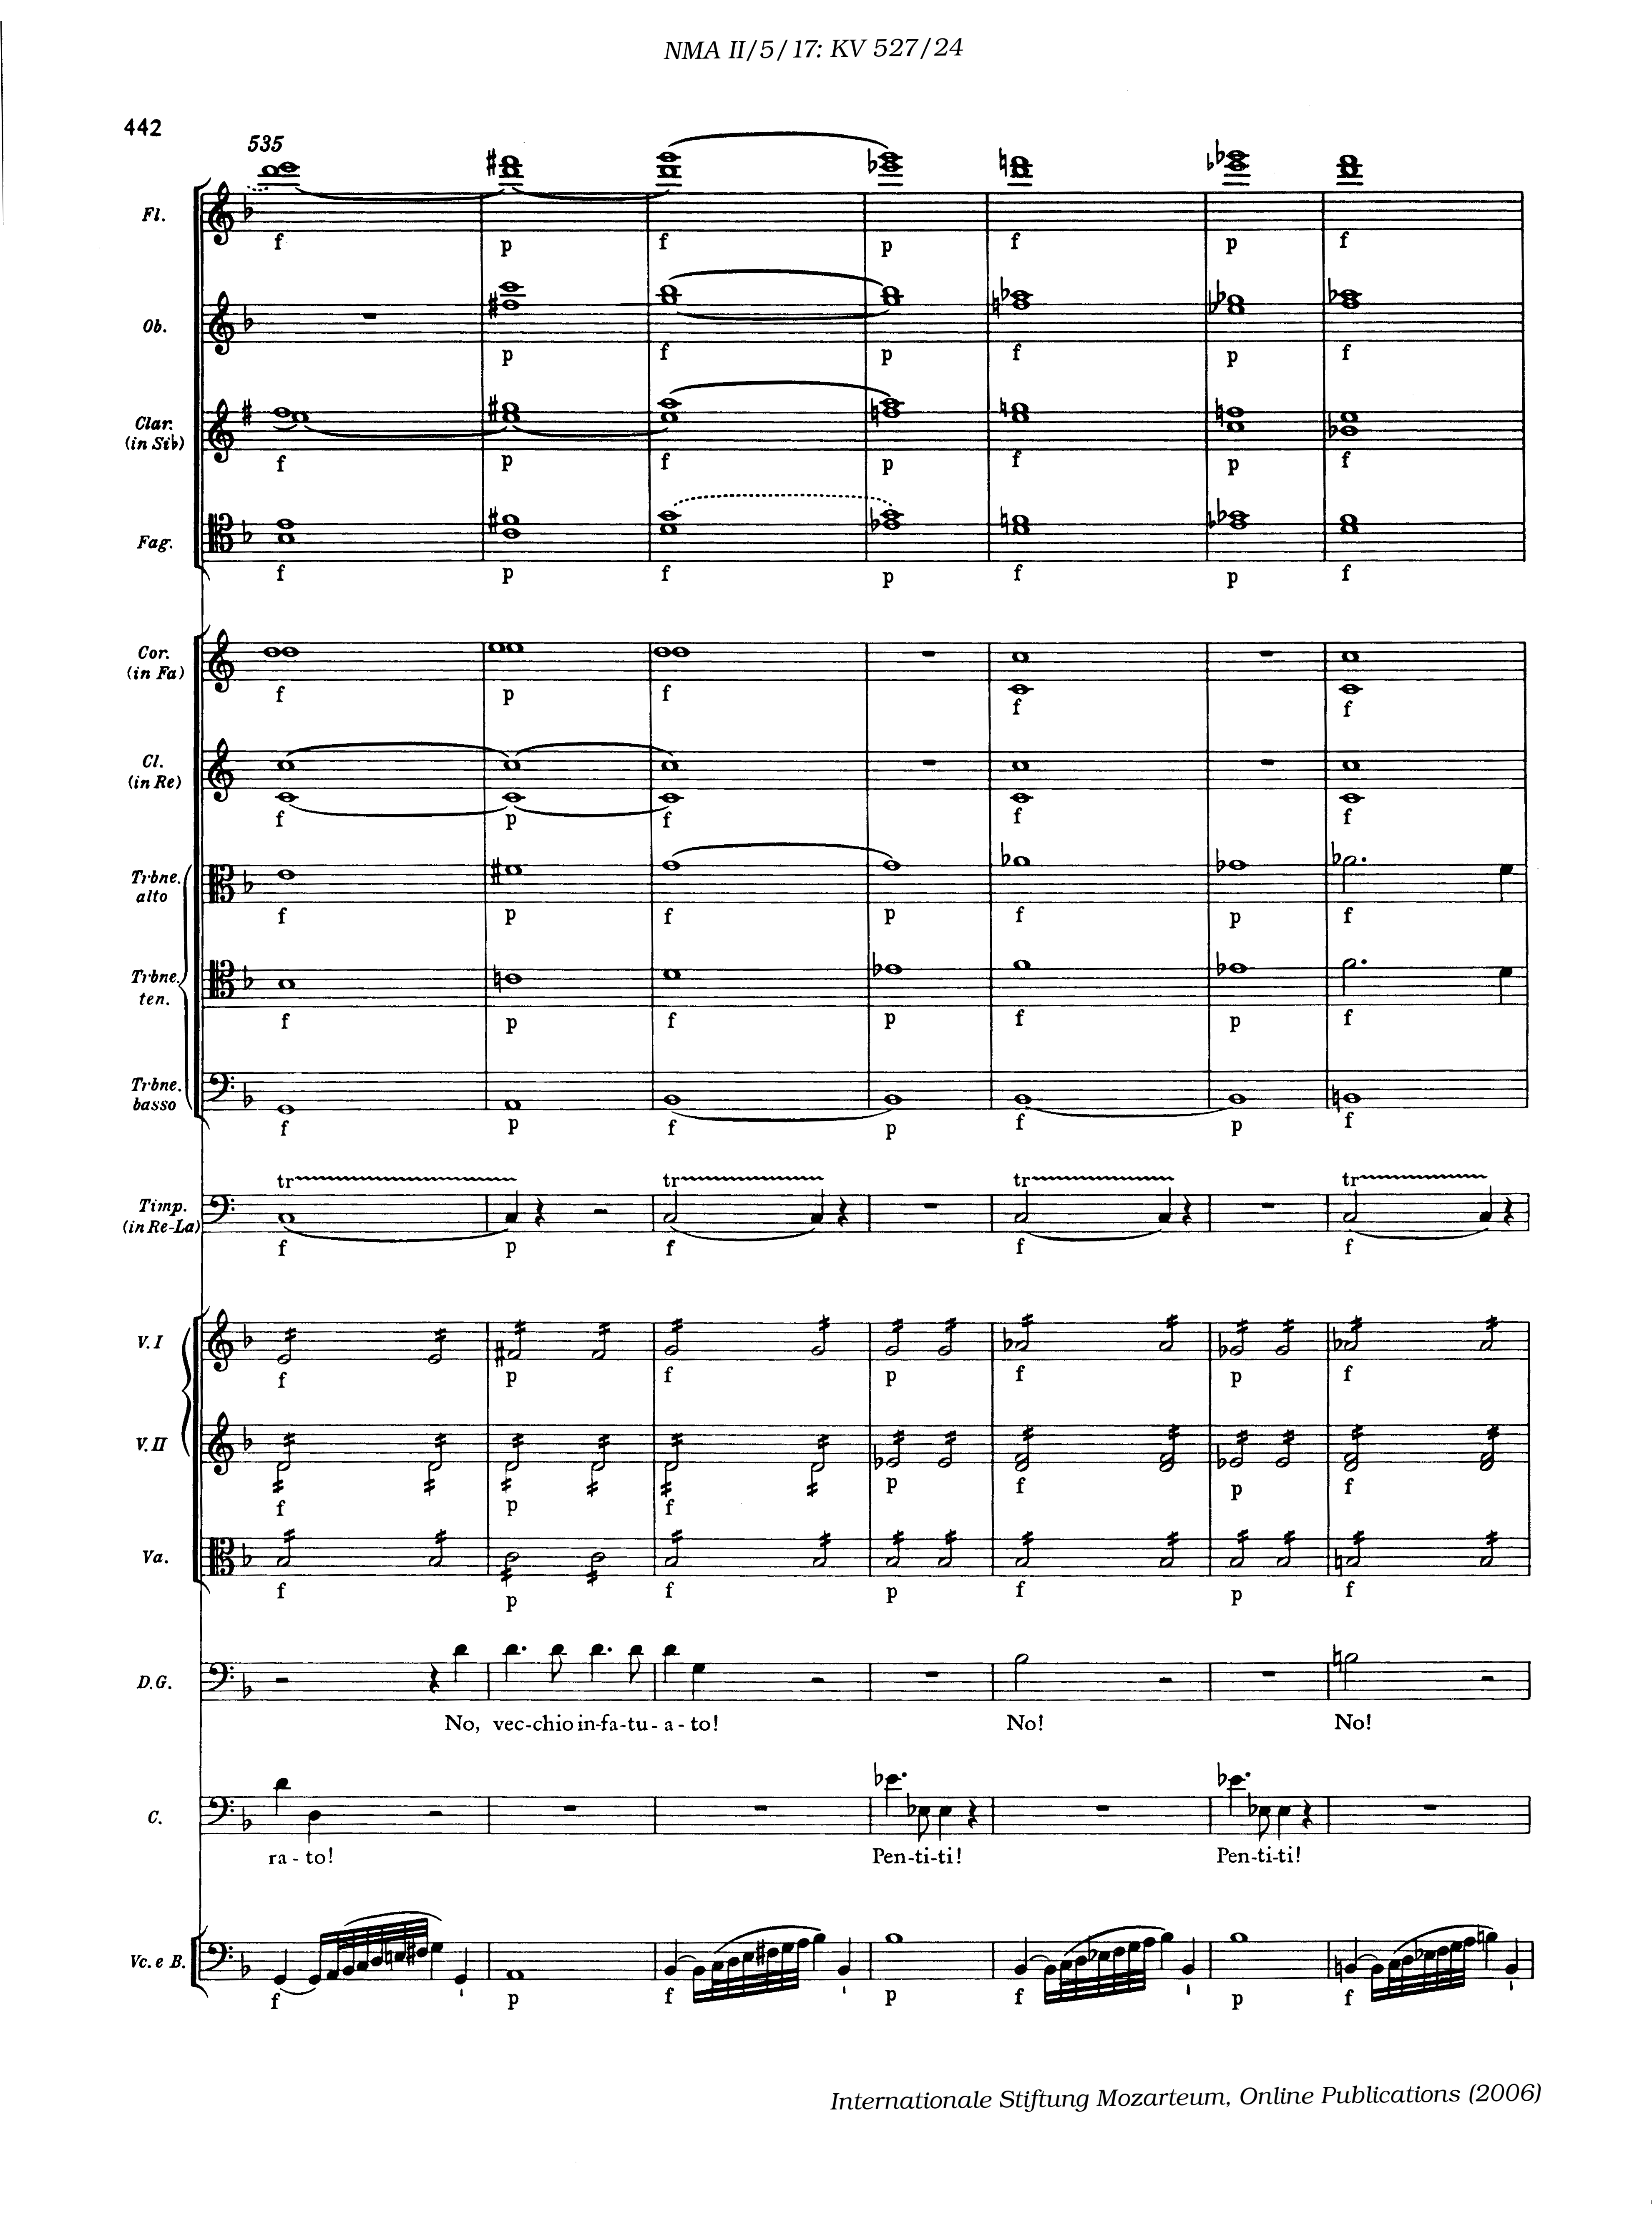 NMA II/5/17: KV 527/24
442
535
Fl.
f p f p f p f
Ob.
p f p f p f
Clar.
(in Sib)
f p f p f p f
Fag.
f p f p f p f
Cor.
(in Fa)
f p f f f
Cl.
(in Re)
f p f f f
Trbne.
alto
f p f p f p f
Trbne.
ten.
f p f p f p f
Trbne.
basso
f p f p f p f
tr tr tr tr
Timp.
(in Re-La)
f p f f f
V. I
f p f p f p f
V. II
f p f p f p f
Va.
f p f p f p f
D.G.
No, vec-chio in-fa-tu-a-to! No! No!
C.
ra-to! Pen-ti-ti! Pen-ti-ti!
Vc. e B.
f p f p f p f
Internationale Stiftung Mozarteum, Online Publications (2006)